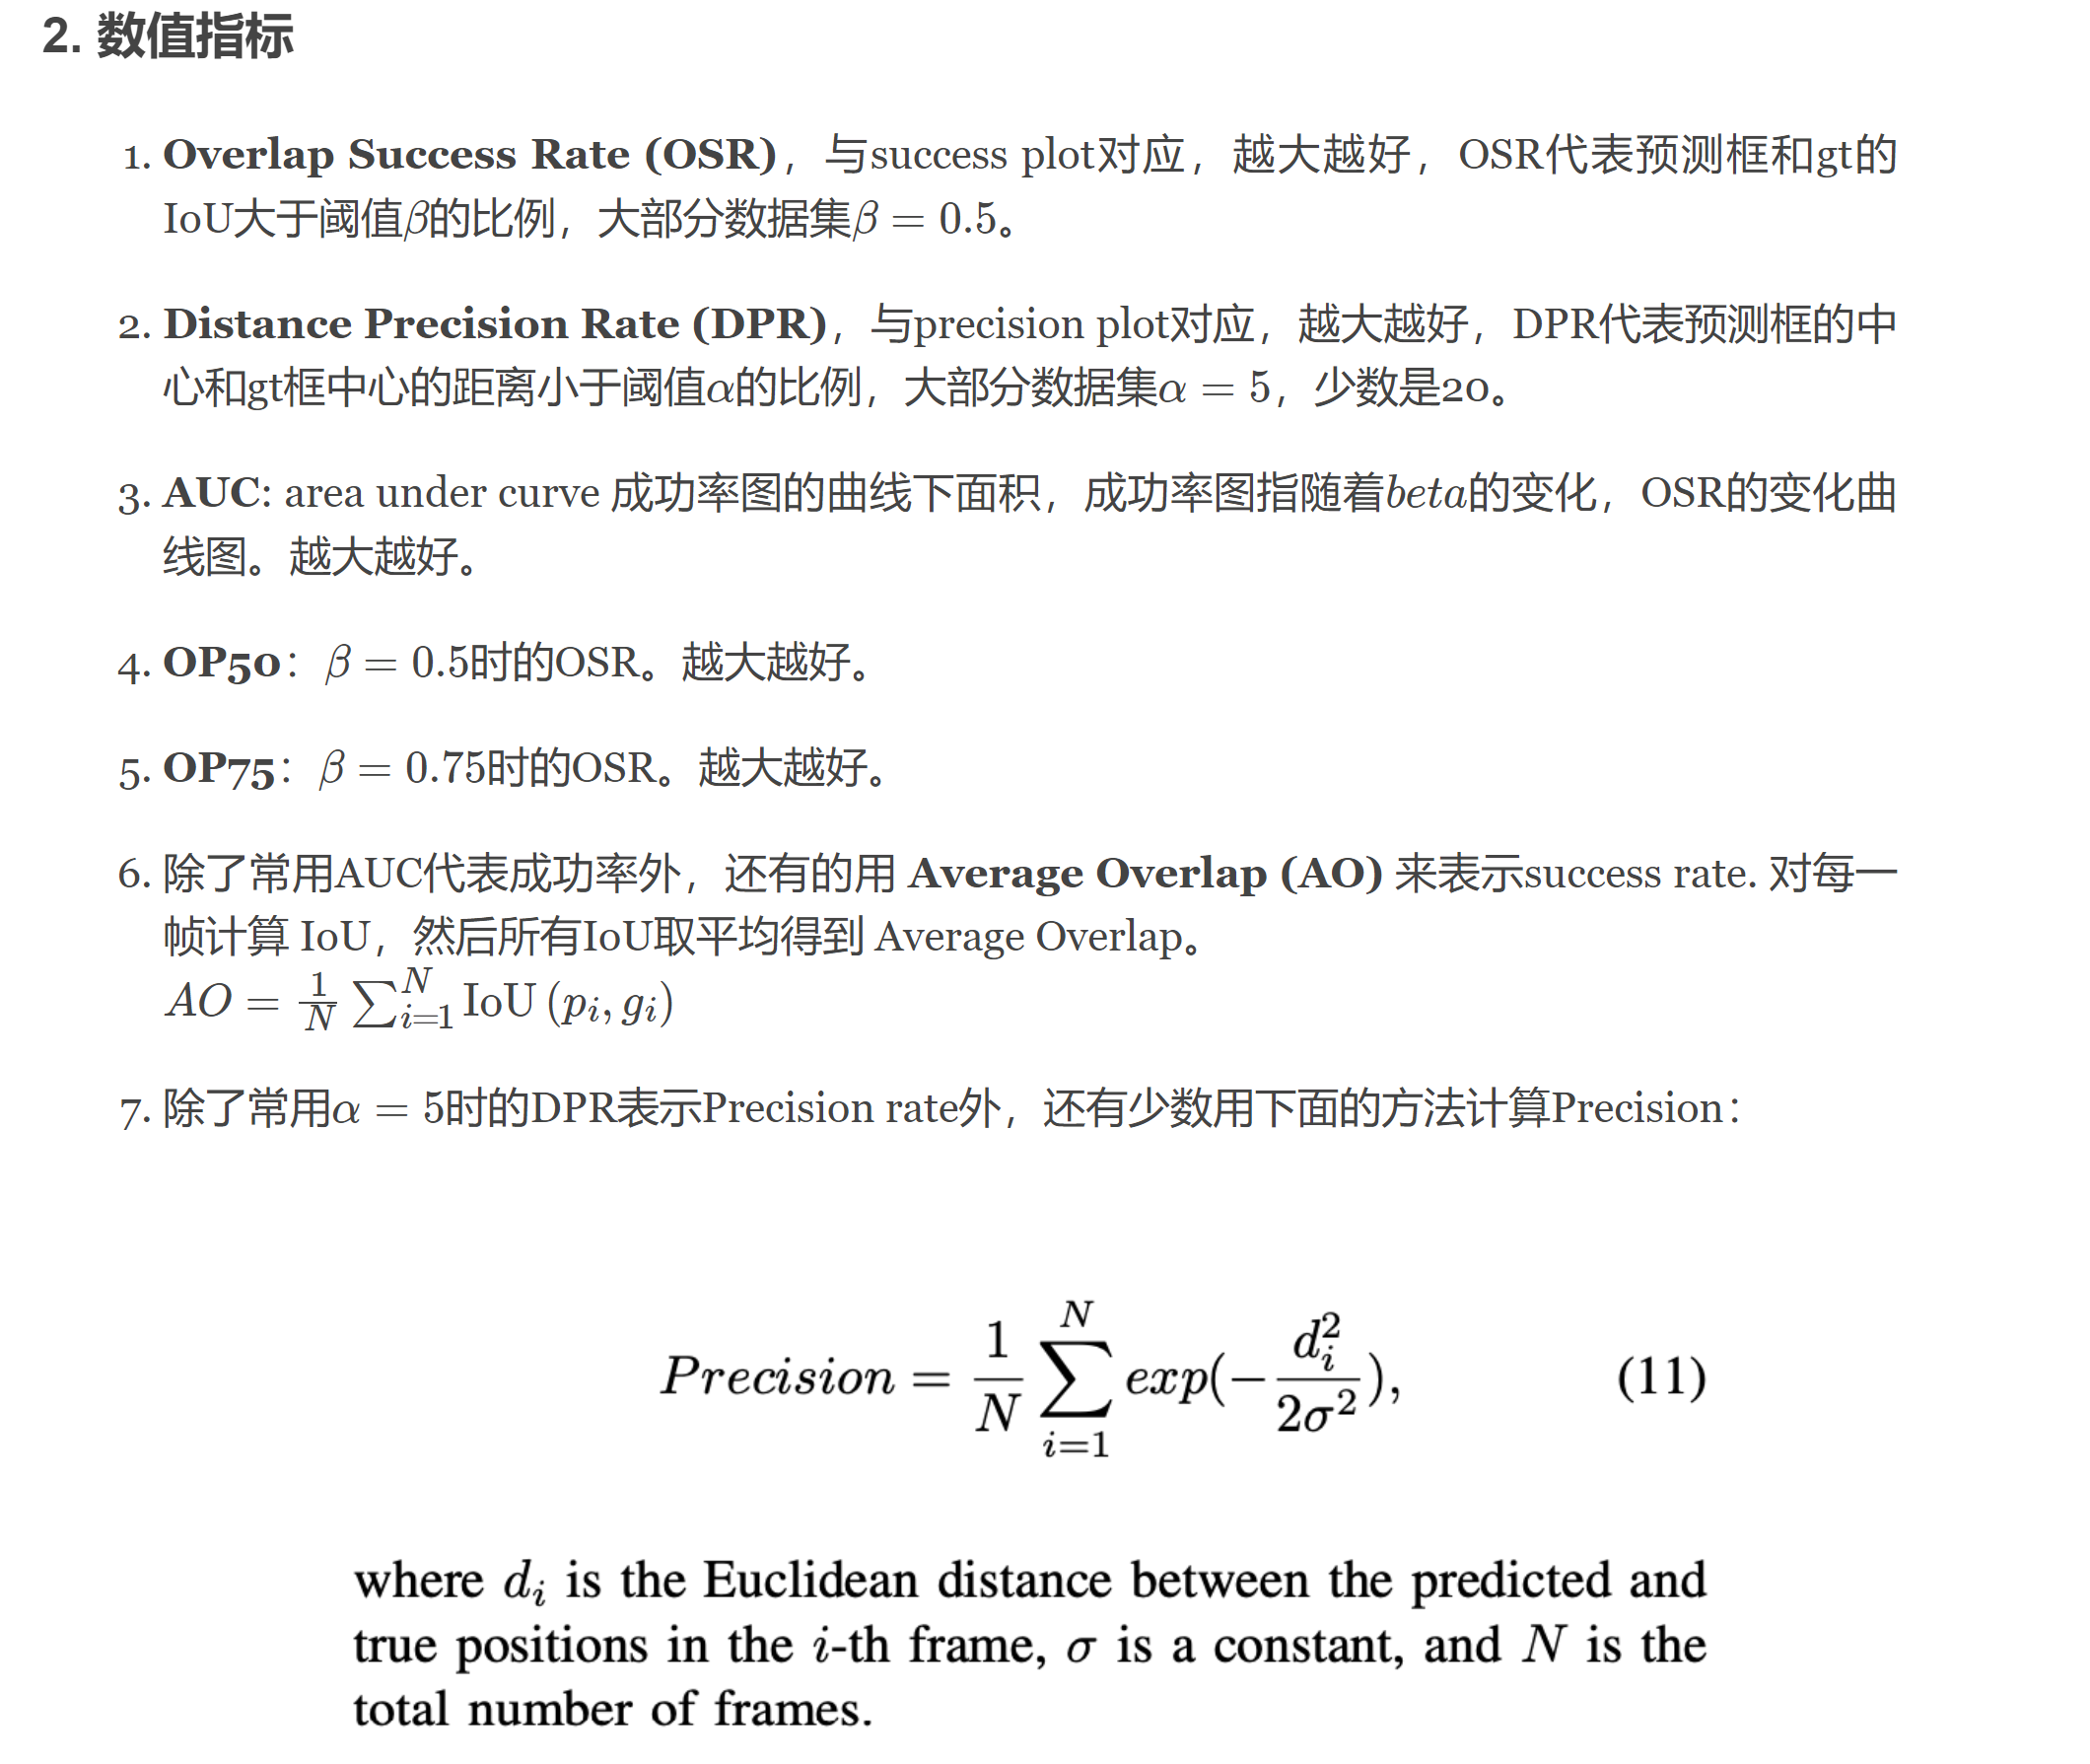 2. 数值指标
1. Overlap Success Rate (OSR)，与success plot对应，越大越好，OSR代表预测框和gt的
IoU大于阈值β的比例，大部分数据集β = 0.5。
2. Distance Precision Rate (DPR)，与precision plot对应，越大越好，DPR代表预测框的中
心和gt框中心的距离小于阈值α的比例，大部分数据集α = 5，少数是20。
3. AUC: area under curve 成功率图的曲线下面积，成功率图指随着beta的变化，OSR的变化曲
线图。越大越好。
4. OP50：β = 0.5时的OSR。越大越好。
5. OP75：β = 0.75时的OSR。越大越好。
6. 除了常用AUC代表成功率外，还有的用 Average Overlap (AO) 来表示success rate. 对每一
帧计算 IoU，然后所有IoU取平均得到 Average Overlap。
AO = \frac{1}{N} \sum_{i=1}^{N} IoU (p_i, g_i)
7. 除了常用α = 5时的DPR表示Precision rate外，还有少数用下面的方法计算Precision：
Precision = \frac{1}{N} \sum_{i=1}^{N} exp(-\frac{d_i^2}{2σ^2}), (11)
where d_i is the Euclidean distance between the predicted and
true positions in the i-th frame, σ is a constant, and N is the
total number of frames.